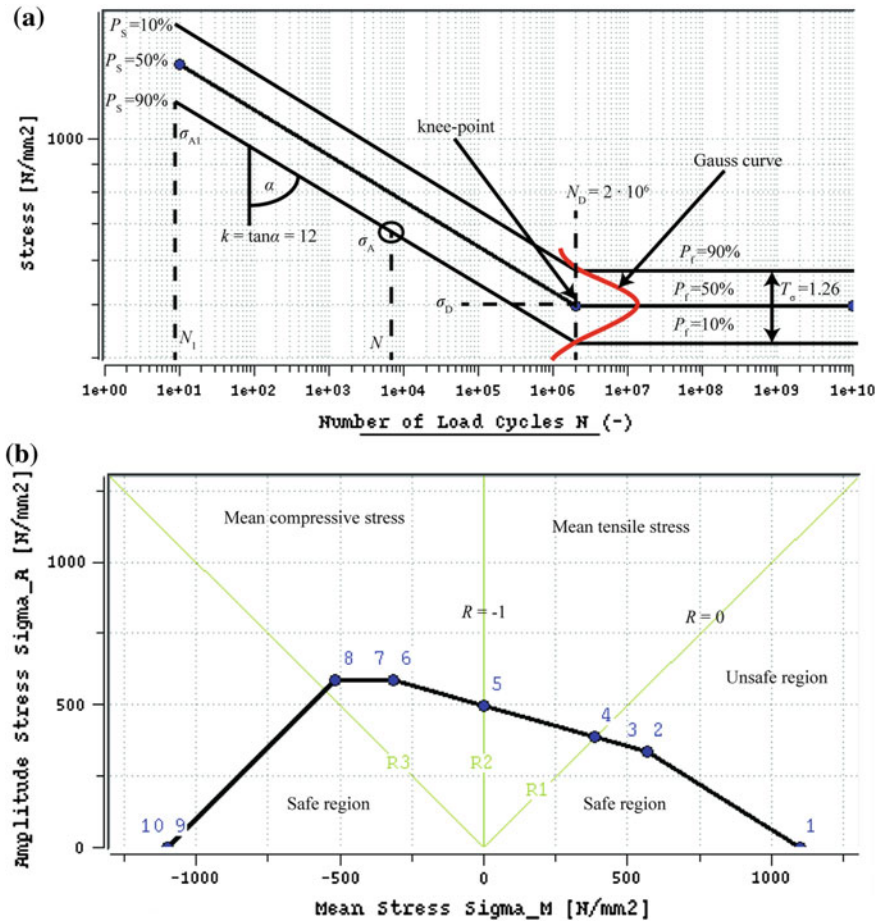 (a)
P_S=10%
P_S=50%
P_S=90%
knee-point
1000
σ_A1
Gauss curve
α
N_D = 2 · 10⁶
k = tanα = 12
σ_A
P_f=90%
σ_D
P_f=50%
T_σ=1.26
P_f=10%
N_1
N
Stress [N/mm2]
1e+00
1e+01
1e+02
1e+03
1e+04
1e+05
1e+06
1e+07
1e+08
1e+09
1e+10
Number of Load Cycles N (-)
(b)
Mean compressive stress
Mean tensile stress
1000
R = -1
R = 0
8
7
6
5
Unsafe region
500
4
3
2
R3
R2
R1
Safe region
Safe region
10
9
1
0
Amplitude Stress Sigma_A [N/mm2]
-1000
-500
0
500
1000
Mean Stress Sigma_M [N/mm2]